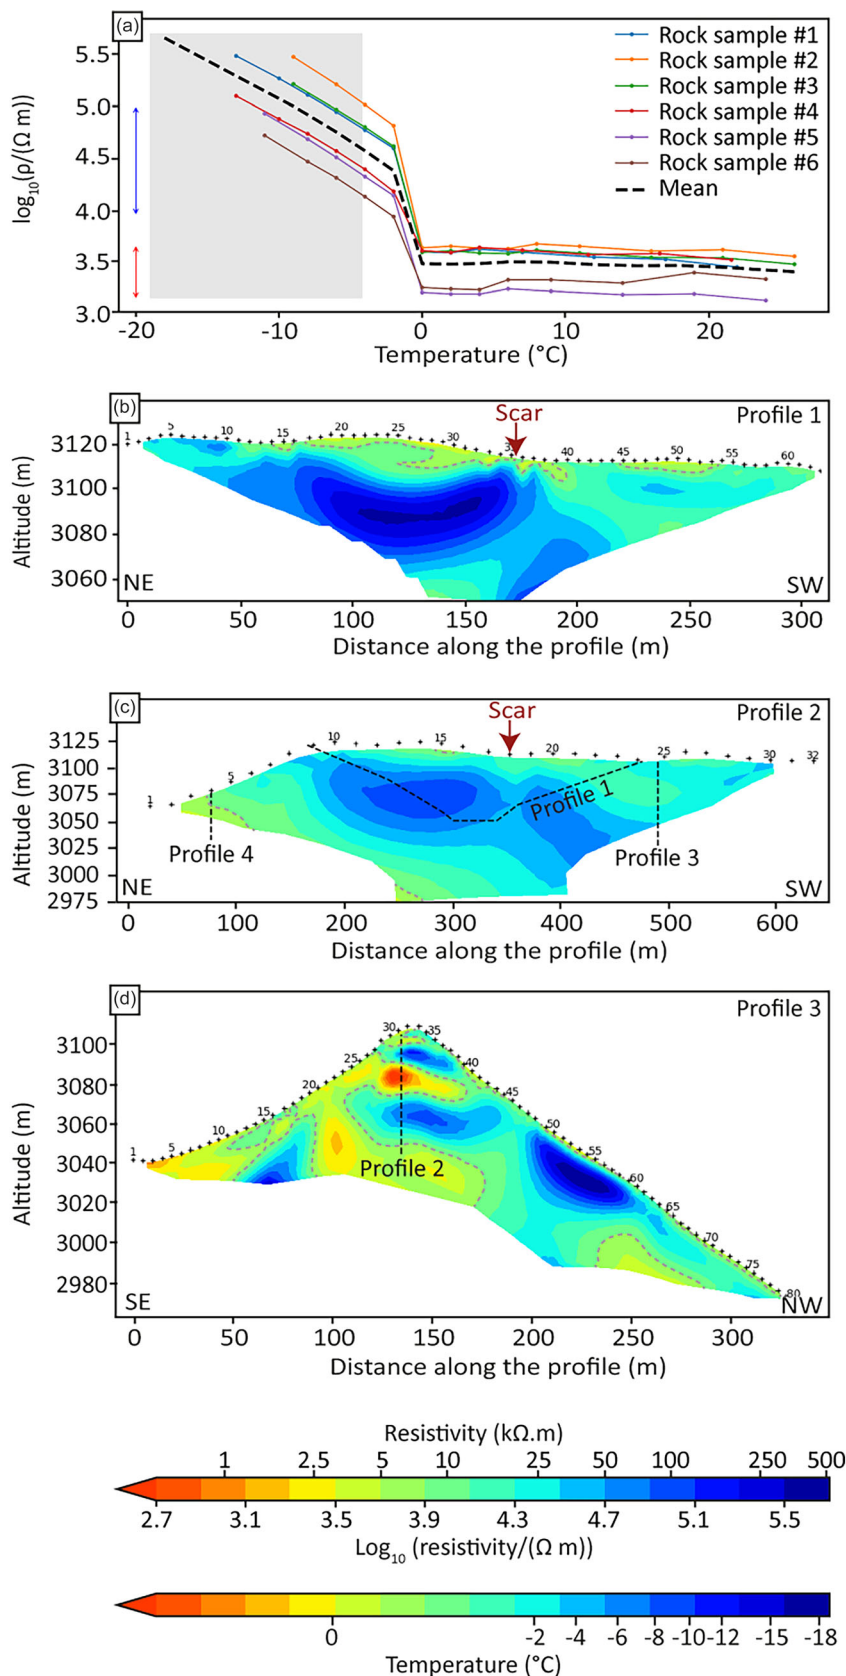 (a)
Rock sample #1
Rock sample #2
Rock sample #3
Rock sample #4
Rock sample #5
Rock sample #6
Mean
log10(ρ/(Ω m))
5.5
5.0
4.5
4.0
3.5
3.0
-20 -10 0 10 20
Temperature (°C)
(b)
Profile 1
Scar
1 5 10 15 20 25 30 40 45 50 55 60
Altitude (m)
3120
3100
3080
3060
NE SW
0 50 100 150 200 250 300
Distance along the profile (m)
(c)
Profile 2
Scar
1 5 10 15 20 25 30 32
Altitude (m)
3125
3100
3075
3050
3025
3000
2975
Profile 1
Profile 4
Profile 3
NE SW
0 100 200 300 400 500 600
Distance along the profile (m)
(d)
Profile 3
1 5 10 15 20 25 30 35 40 45 50 55 60 65 70 75 80
Altitude (m)
3100
3080
3060
3040
3020
3000
2980
Profile 2
SE NW
0 50 100 150 200 250 300
Distance along the profile (m)
Resistivity (kΩ.m)
1 2.5 5 10 25 50 100 250 500
2.7 3.1 3.5 3.9 4.3 4.7 5.1 5.5
Log10 (resistivity/(Ω m))
0 -2 -4 -6 -8 -10 -12 -15 -18
Temperature (°C)